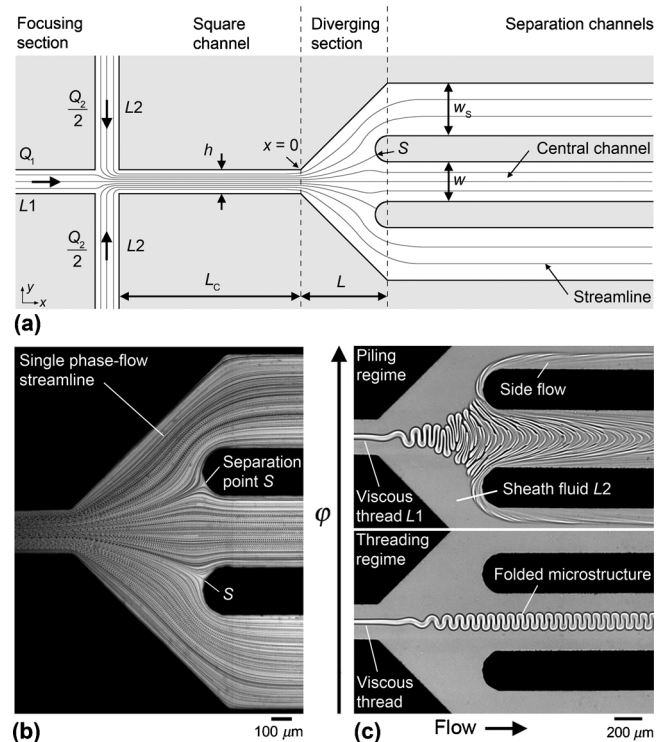 Focusing
section
Square
channel
Diverging
section
Separation channels
Q₂
2
L2
Q₁
L1
h
x = 0
wₛ
S
Central channel
w
Q₂
2
L2
L_C
L
Streamline
y
x
(a)
Single phase-flow
streamline
Separation
point S
S
(b)
100 μm
φ
Piling
regime
Side flow
Viscous
thread L1
Sheath fluid L2
Threading
regime
Folded microstructure
Viscous
thread
(c)
Flow
200 μm